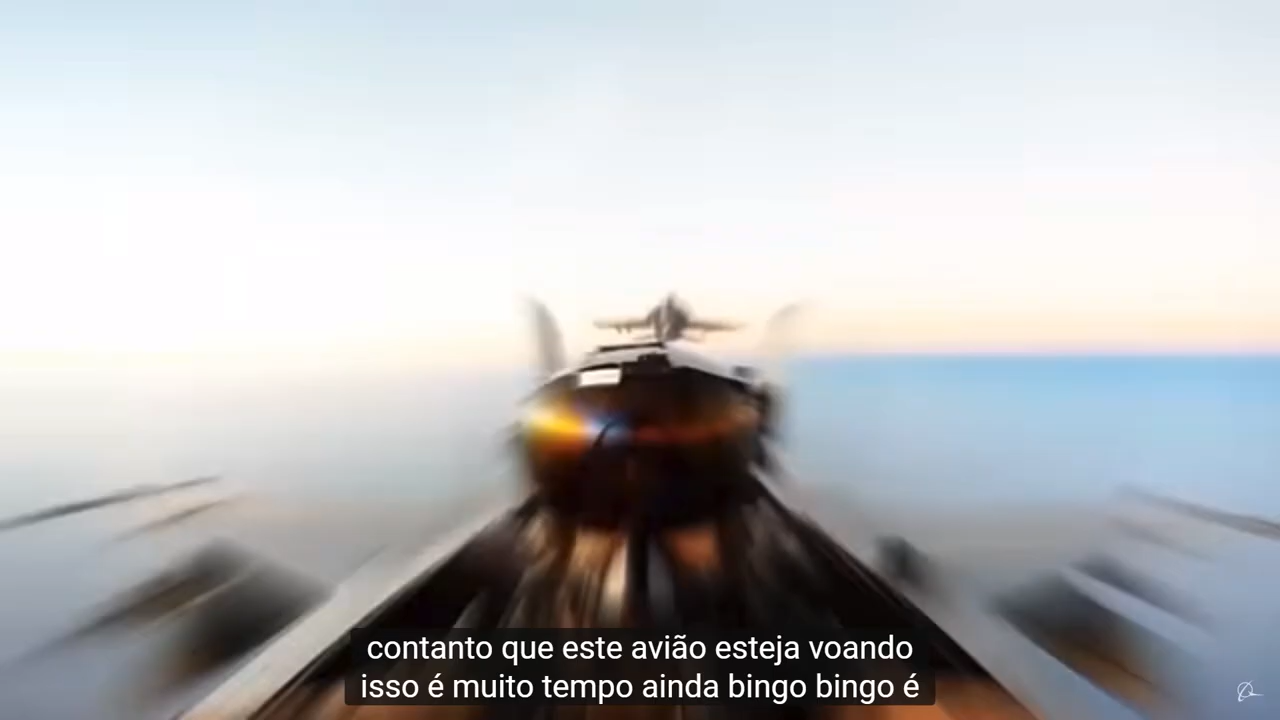 contanto que este avião esteja voando
isso é muito tempo ainda bingo bingo é